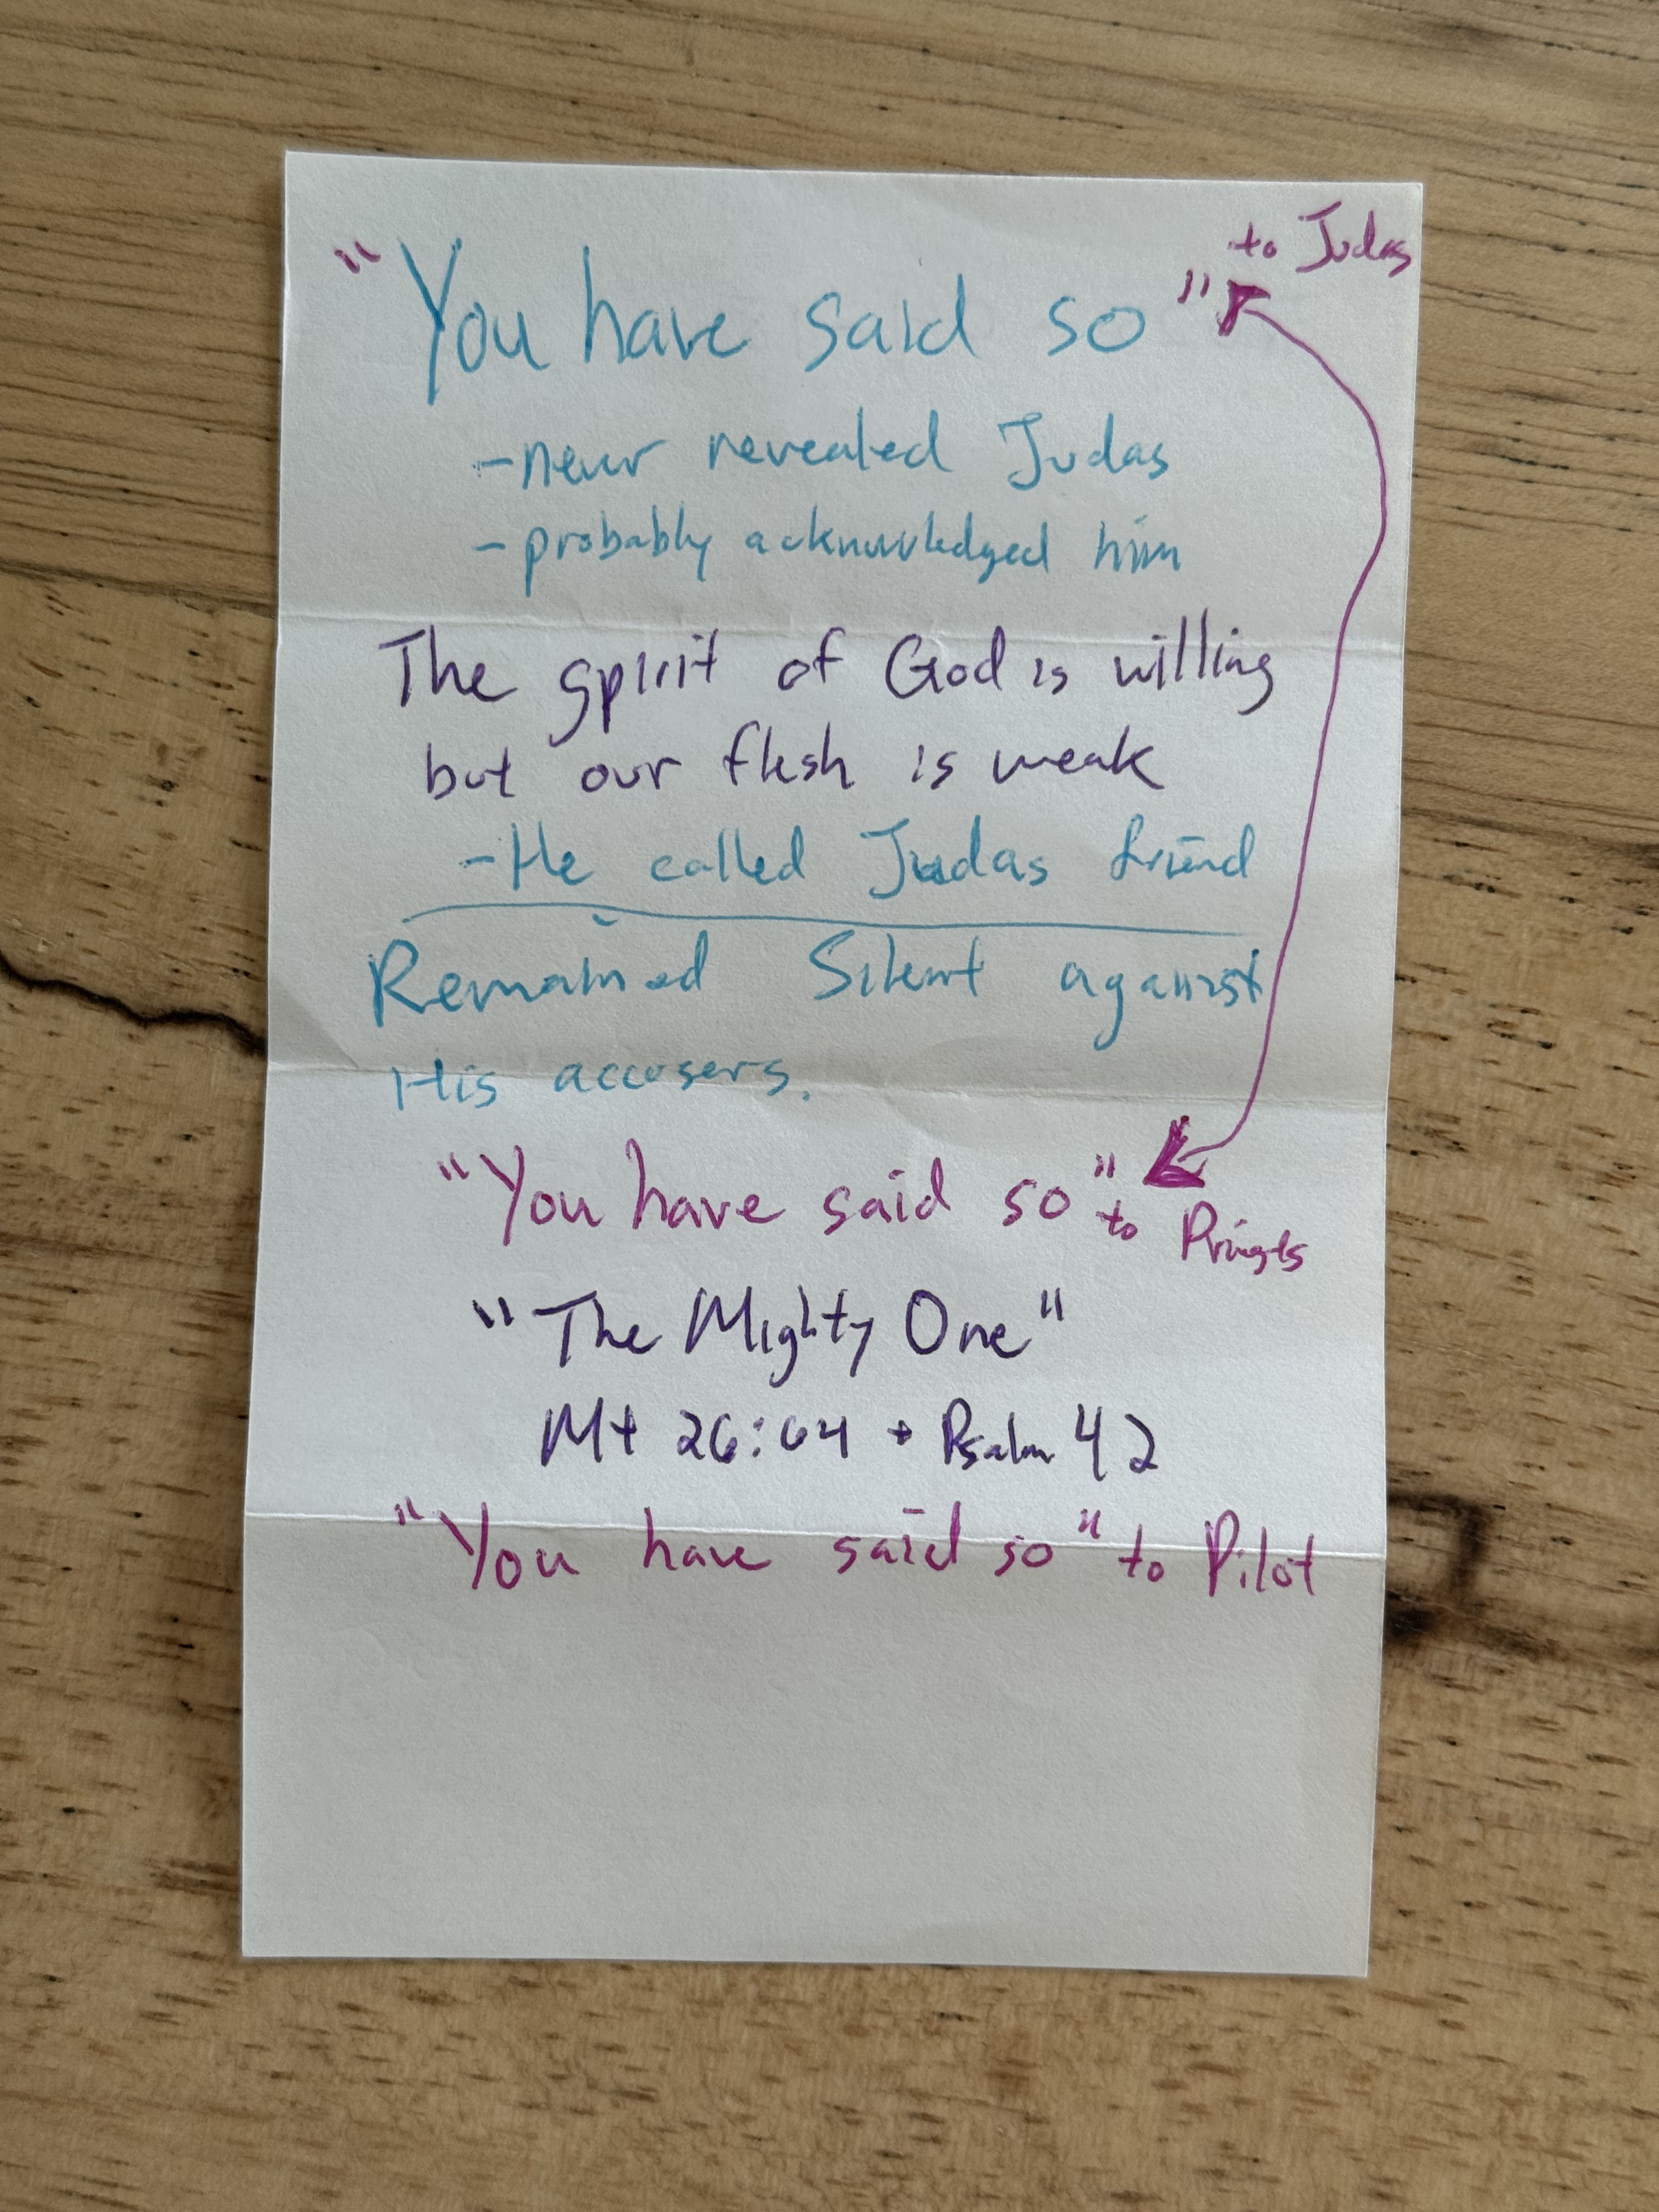 to Judas
"You have said so"
-never revealed Judas
-probably acknowledged him
The spirit of God is willing
but our flesh is weak
-He called Judas friend
Remained Silent against
His accusers.
"You have said so" to Priests
"The Mighty One"
Mt 26:64 + Psalm 42
"You have said so" to Pilot